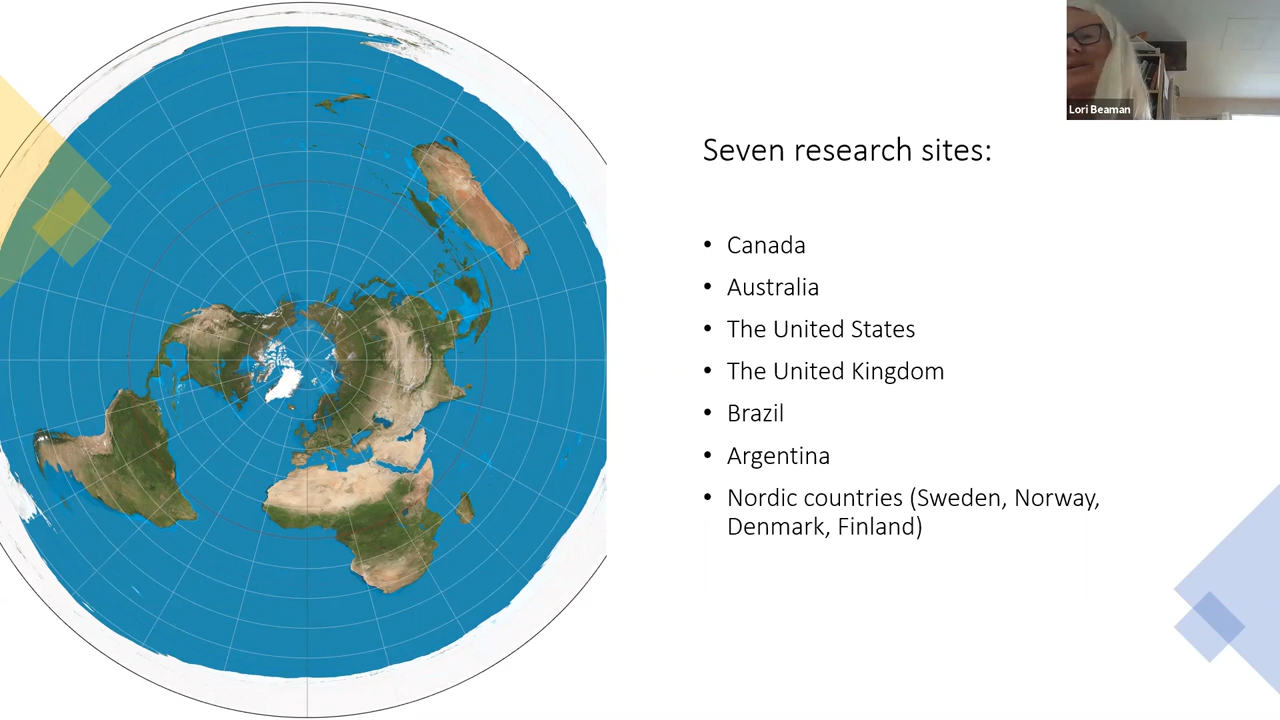 Lori Beaman
Seven research sites:
• Canada
• Australia
• The United States
• The United Kingdom
• Brazil
• Argentina
• Nordic countries (Sweden, Norway,
Denmark, Finland)